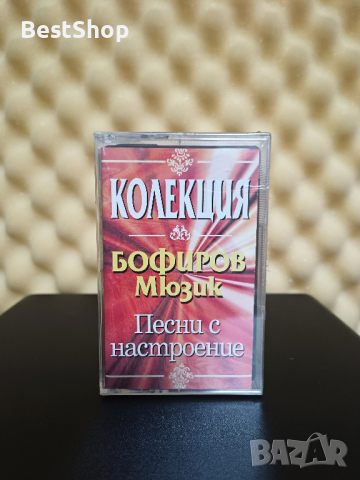 BestShop
КОЛЕКЦИЯ
БОФИРОВ
Мюзик
Песни с
настроение
BAZAR